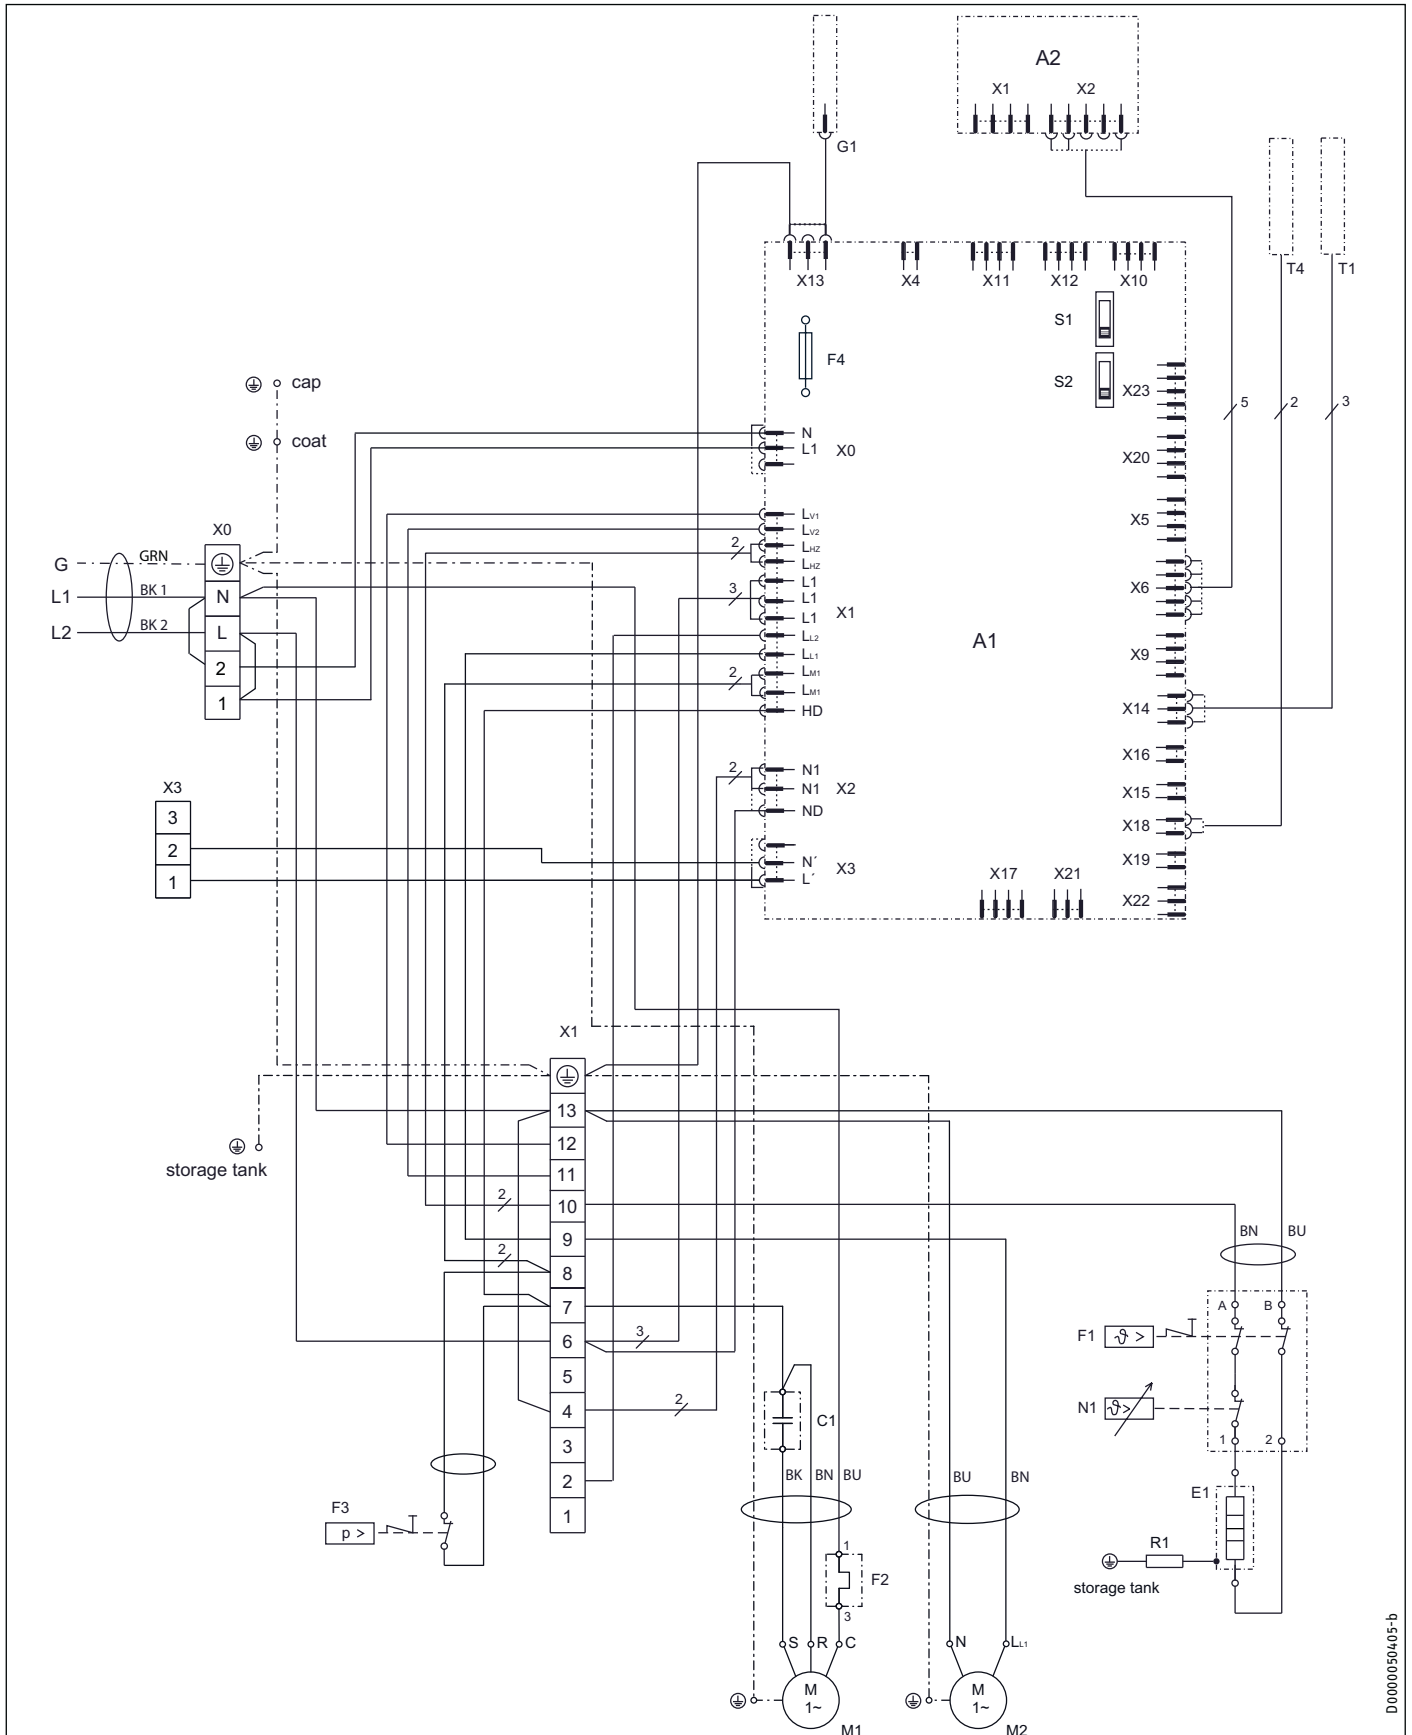 A2
X1 X2
G1
T4 T1
X13 X4 X11 X12 X10
S1
F4
S2
X23
cap
5 2 3
coat
N
L1 X0
X20
X5
X0
LV1
LV2
2 LHZ
LHZ
G GRN
L1 BK 1 N
L2 BK 2 L
2
1
3 L1
L1
L1
X1
X6
A1
LL2
LL1
X9
2 LM1
LM1
HD
X14
X16
2 N1
N1 X2
ND
X15
X3
3
2
1
X18
N´
L´ X3
X19
X17 X21
X22
X1
13
12
11
2 10
9
2 8
7
6 3
5
4 2
3
2
1
storage tank
BN BU
A B
F1 ϑ >
N1 ϑ>
1 2
C1
BK BN BU
BU BN
E1
F3
p >
R1
storage tank
1
F2
3
S R C
N LL1
M
1~
M1
M
1~
M2
D0000050405-b